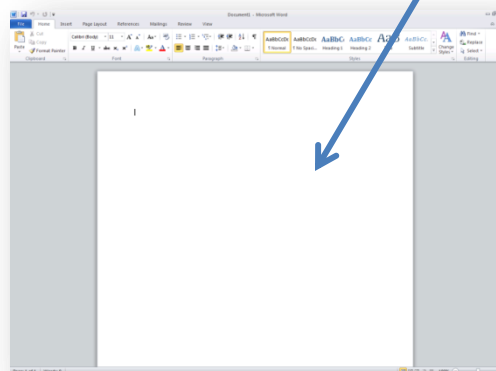 Document1 - Microsoft Word
File Home Insert Page Layout References Mailings Review View
Cut Calibri (Body) 11 Find
Paste Copy AaBbCcDc AaBbCcDc AaBbC AaBbCc AaB AaBbCc. Change Replace
Format Painter ¶ Normal ¶ No Spaci... Heading 1 Heading 2 Subtitle Styles Select
Clipboard Font Paragraph Styles Editing